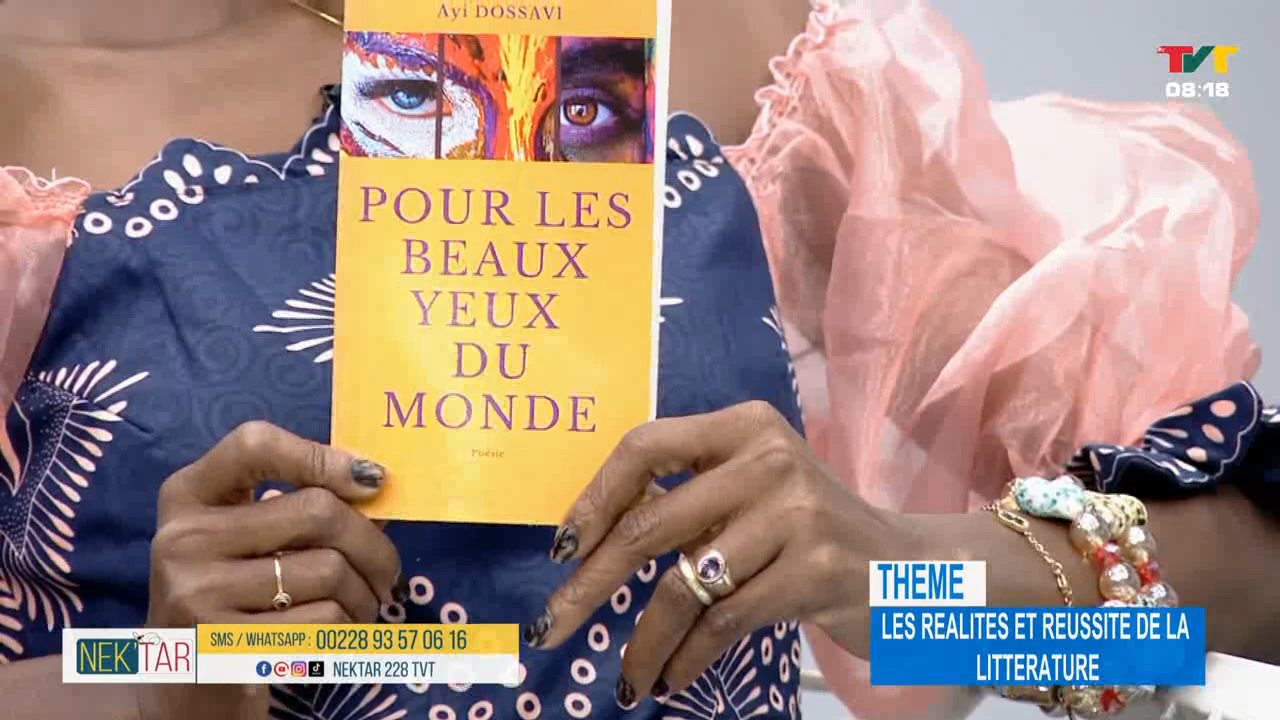 Ayi DOSSAVI
POUR LES
BEAUX
YEUX
DU
MONDE
Poésie
TVT
08:18
THEME
LES REALITES ET REUSSITE DE LA
LITTERATURE
NEK'TAR
SMS / WHATSAPP : 00228 93 57 06 16
NEKTAR 228 TVT